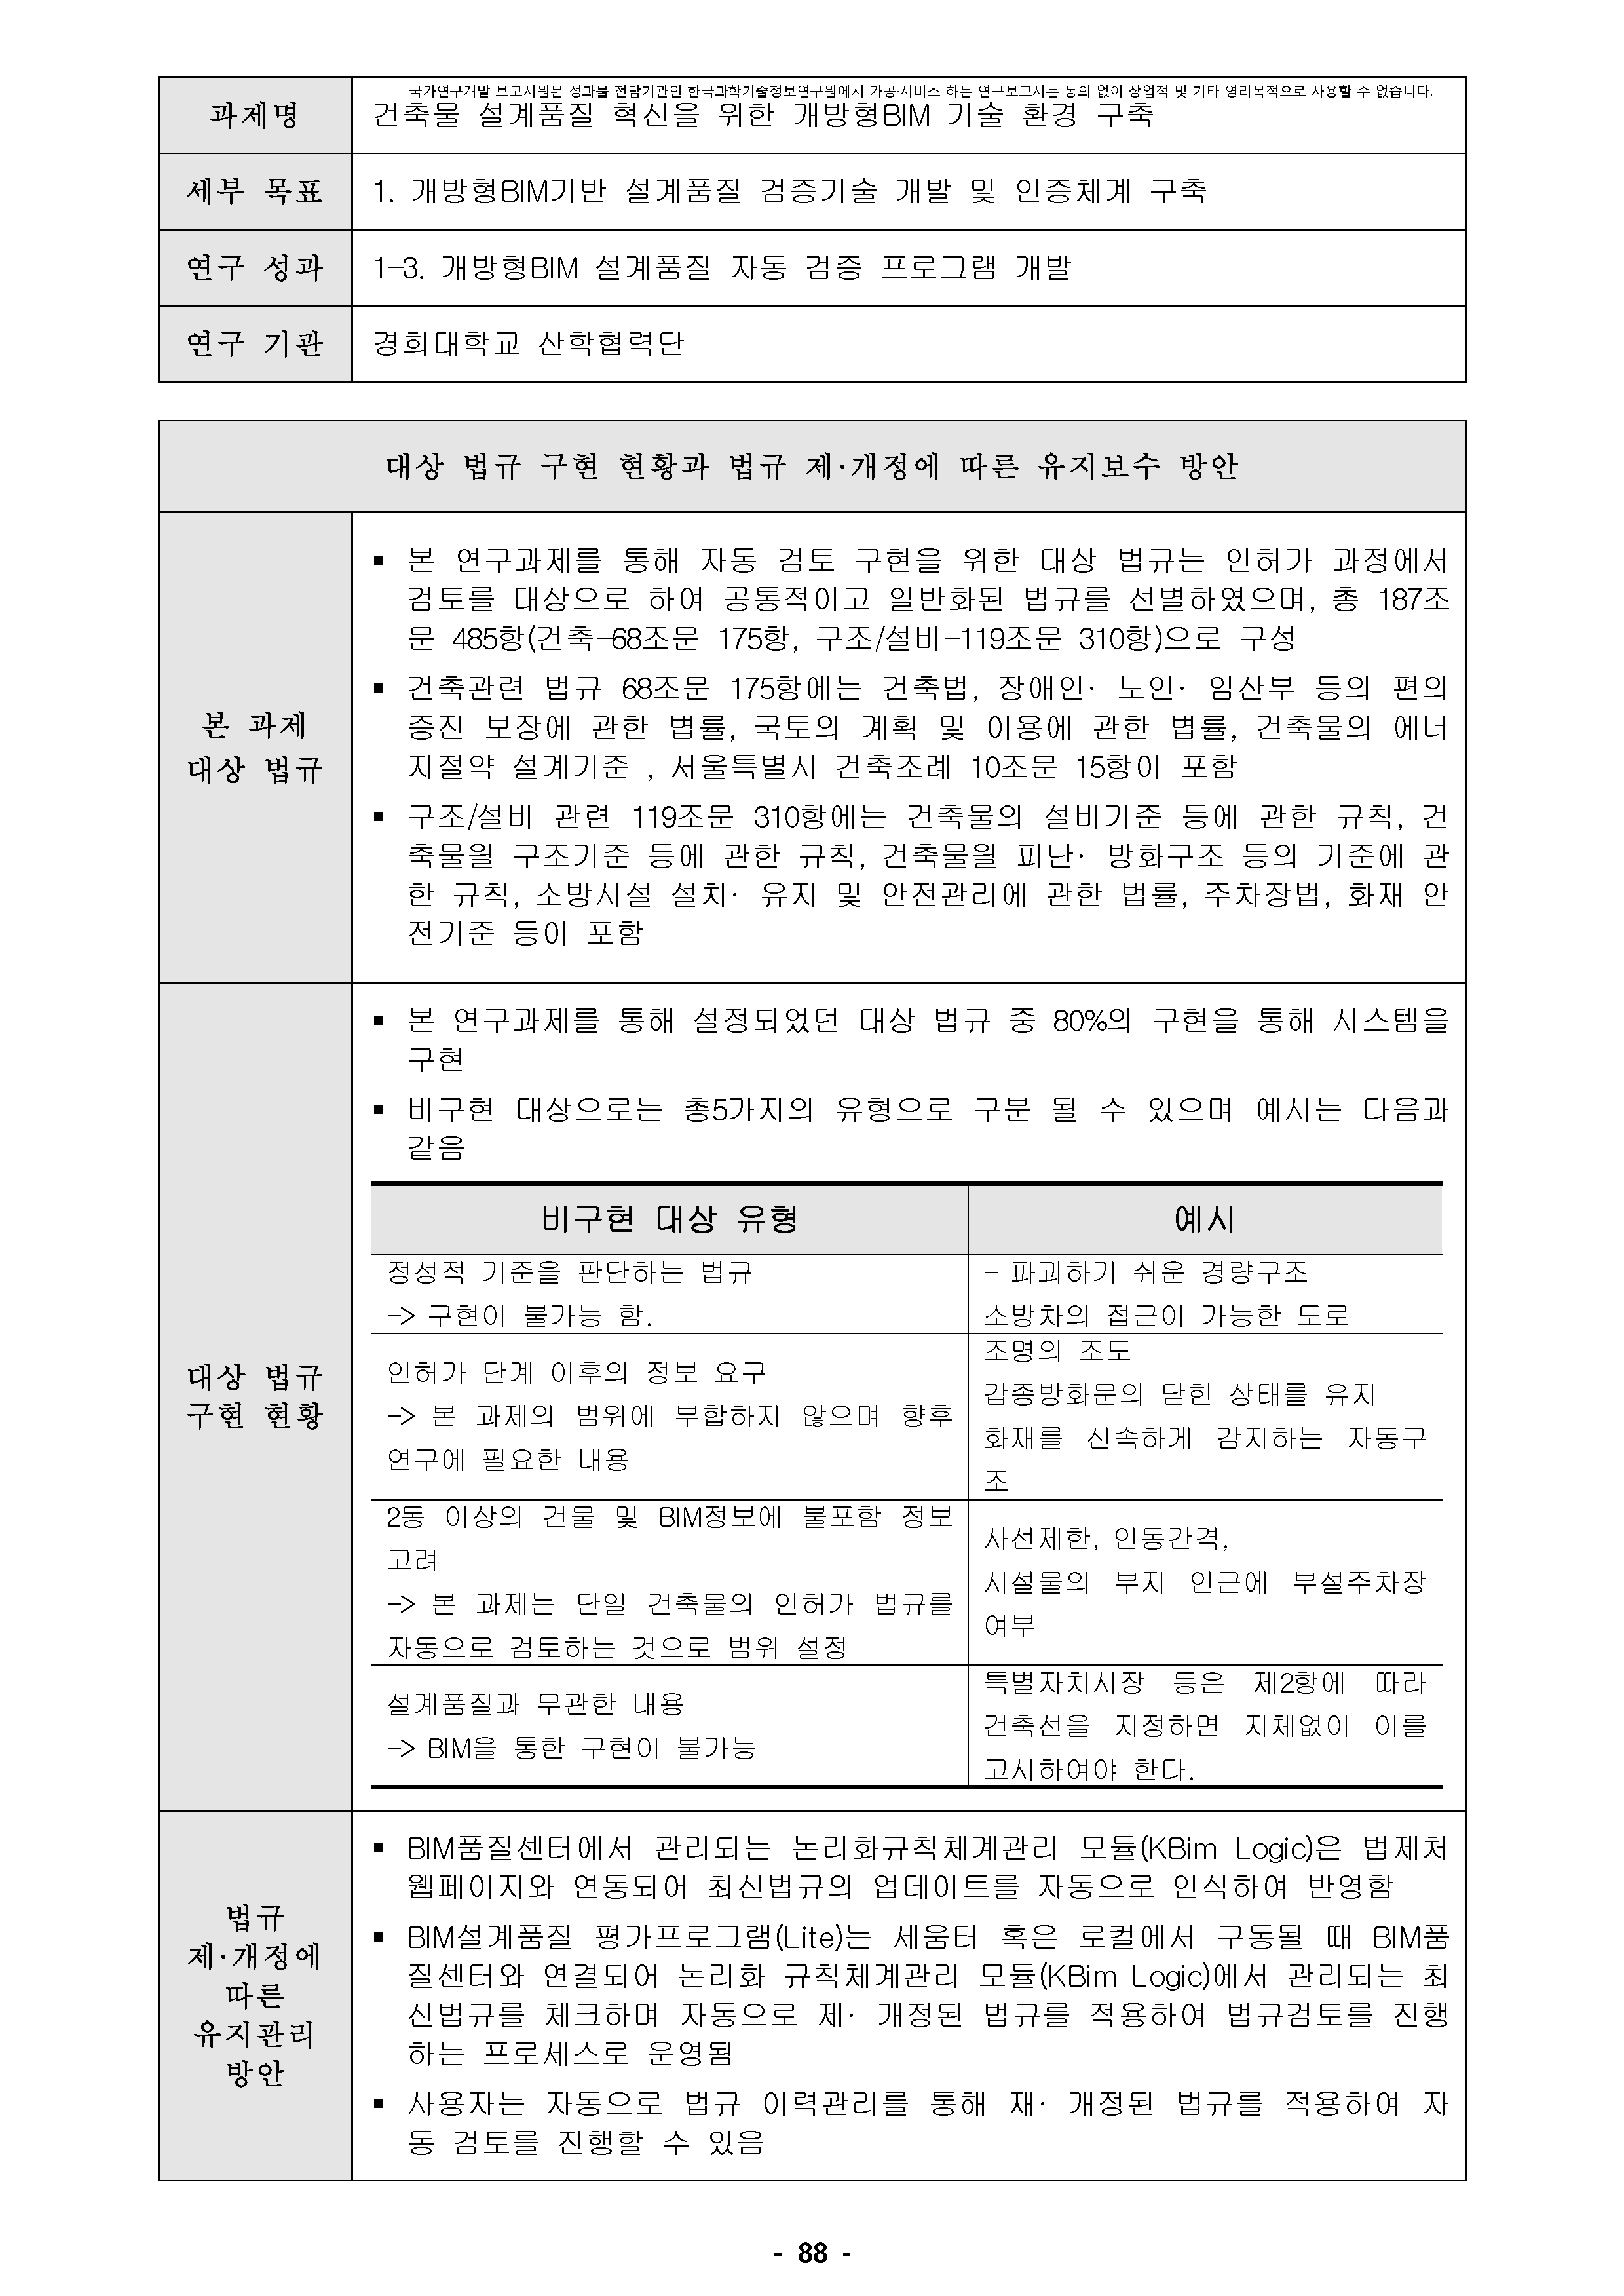 국가연구개발 보고서원문 성과물 전담기관인 한국과학기술정보연구원에서 가공·서비스 하는 연구보고서는 동의 없이 상업적 및 기타 영리목적으로 사용할 수 없습니다.
과제명 건축물 설계품질 혁신을 위한 개방형BIM 기술 환경 구축
세부 목표 1. 개방형BIM기반 설계품질 검증기술 개발 및 인증체계 구축
연구 성과 1-3. 개방형BIM 설계품질 자동 검증 프로그램 개발
연구 기관 경희대학교 산학협력단
대상 법규 구현 현황과 법규 제·개정에 따른 유지보수 방안
본 과제
대상 법규
▪ 본 연구과제를 통해 자동 검토 구현을 위한 대상 법규는 인허가 과정에서
검토를 대상으로 하여 공통적이고 일반화된 법규를 선별하였으며, 총 187조
문 485항(건축-68조문 175항, 구조/설비-119조문 310항)으로 구성
▪ 건축관련 법규 68조문 175항에는 건축법, 장애인· 노인· 임산부 등의 편의
증진 보장에 관한 볍률, 국토의 계획 및 이용에 관한 볍률, 건축물의 에너
지절약 설계기준 , 서울특별시 건축조례 10조문 15항이 포함
▪ 구조/설비 관련 119조문 310항에는 건축물의 설비기준 등에 관한 규칙, 건
축물읠 구조기준 등에 관한 규칙, 건축물읠 피난· 방화구조 등의 기준에 관
한 규칙, 소방시설 설치· 유지 및 안전관리에 관한 법률, 주차장법, 화재 안
전기준 등이 포함
대상 법규
구현 현황
▪ 본 연구과제를 통해 설정되었던 대상 법규 중 80%의 구현을 통해 시스템을
구현
▪ 비구현 대상으로는 총5가지의 유형으로 구분 될 수 있으며 예시는 다음과
같음
비구현 대상 유형 예시
정성적 기준을 판단하는 법규
-> 구현이 불가능 함.
- 파괴하기 쉬운 경량구조
소방차의 접근이 가능한 도로
인허가 단계 이후의 정보 요구
-> 본 과제의 범위에 부합하지 않으며 향후
연구에 필요한 내용
조명의 조도
갑종방화문의 닫힌 상태를 유지
화재를 신속하게 감지하는 자동구
조
2동 이상의 건물 및 BIM정보에 불포함 정보
고려
-> 본 과제는 단일 건축물의 인허가 법규를
자동으로 검토하는 것으로 범위 설정
사선제한, 인동간격,
시설물의 부지 인근에 부설주차장
여부
설계품질과 무관한 내용
-> BIM을 통한 구현이 불가능
특별자치시장 등은 제2항에 따라
건축선을 지정하면 지체없이 이를
고시하여야 한다.
법규
제·개정에
따른
유지관리
방안
▪ BIM품질센터에서 관리되는 논리화규칙체계관리 모듈(KBim Logic)은 법제처
웹페이지와 연동되어 최신법규의 업데이트를 자동으로 인식하여 반영함
▪ BIM설계품질 평가프로그램(Lite)는 세움터 혹은 로컬에서 구동될 때 BIM품
질센터와 연결되어 논리화 규칙체계관리 모듈(KBim Logic)에서 관리되는 최
신법규를 체크하며 자동으로 제· 개정된 법규를 적용하여 법규검토를 진행
하는 프로세스로 운영됨
▪ 사용자는 자동으로 법규 이력관리를 통해 재· 개정된 법규를 적용하여 자
동 검토를 진행할 수 있음
- 88 -